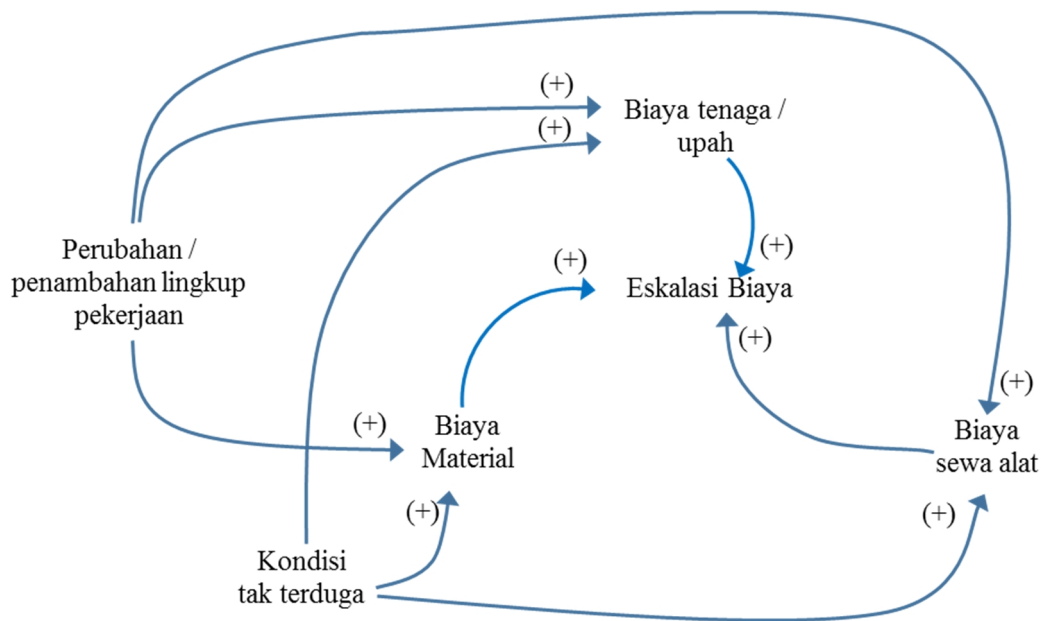 (+)
(+)
Biaya tenaga /
upah
Perubahan /
penambahan lingkup
pekerjaan
(+)
(+)
Eskalasi Biaya
(+)
(+)
(+)
Biaya
Material
Biaya
sewa alat
(+)
(+)
Kondisi
tak terduga